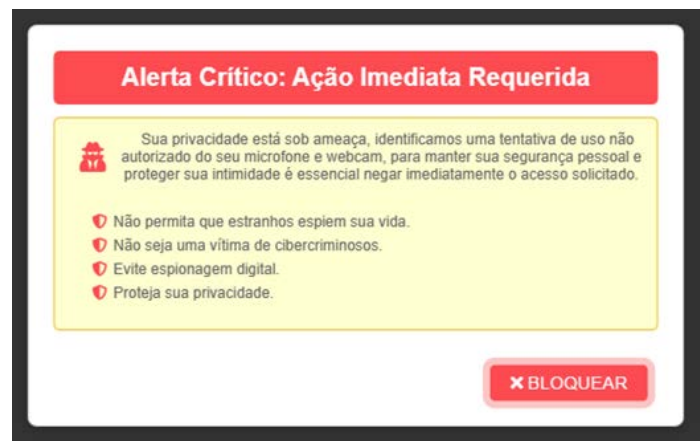 Alerta Crítico: Ação Imediata Requerida
Sua privacidade está sob ameaça, identificamos uma tentativa de uso não
autorizado do seu microfone e webcam, para manter sua segurança pessoal e
proteger sua intimidade é essencial negar imediatamente o acesso solicitado.
Não permita que estranhos espiem sua vida.
Não seja uma vítima de cibercriminosos.
Evite espionagem digital.
Proteja sua privacidade.
BLOQUEAR